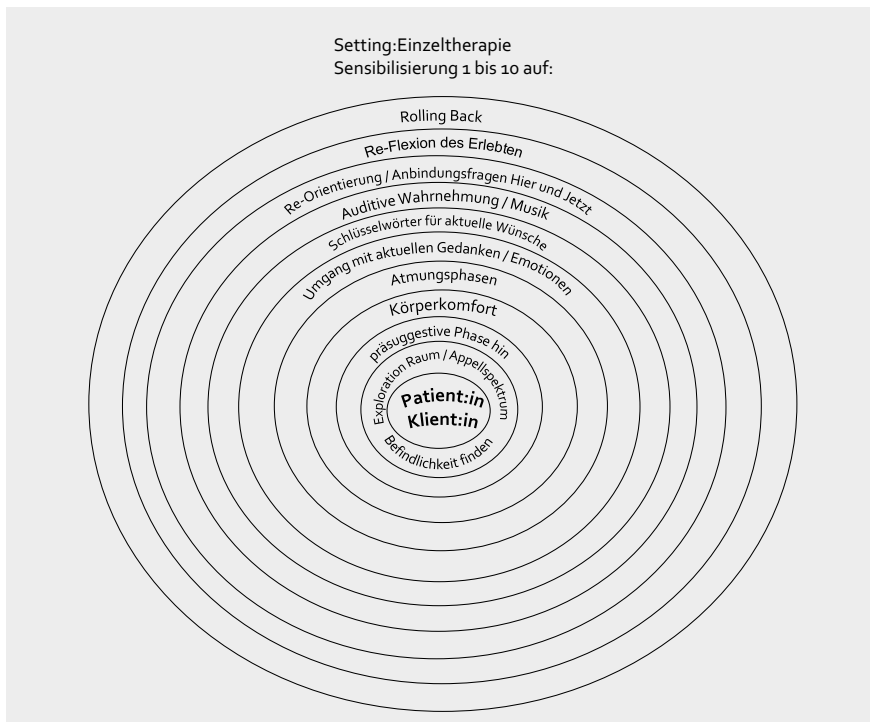 Setting:Einzeltherapie
Sensibilisierung 1 bis 10 auf:
Rolling Back
Re-Flexion des Erlebten
Re-Orientierung / Anbindungsfragen Hier und Jetzt
Auditive Wahrnehmung / Musik
Schlüsselwörter für aktuelle Wünsche
Umgang mit aktuellen Gedanken / Emotionen
Atmungsphasen
Körperkomfort
präsuggestive Phase hin
Exploration Raum / Appellspektrum
Patient:in
Klient:in
Befindlichkeit finden